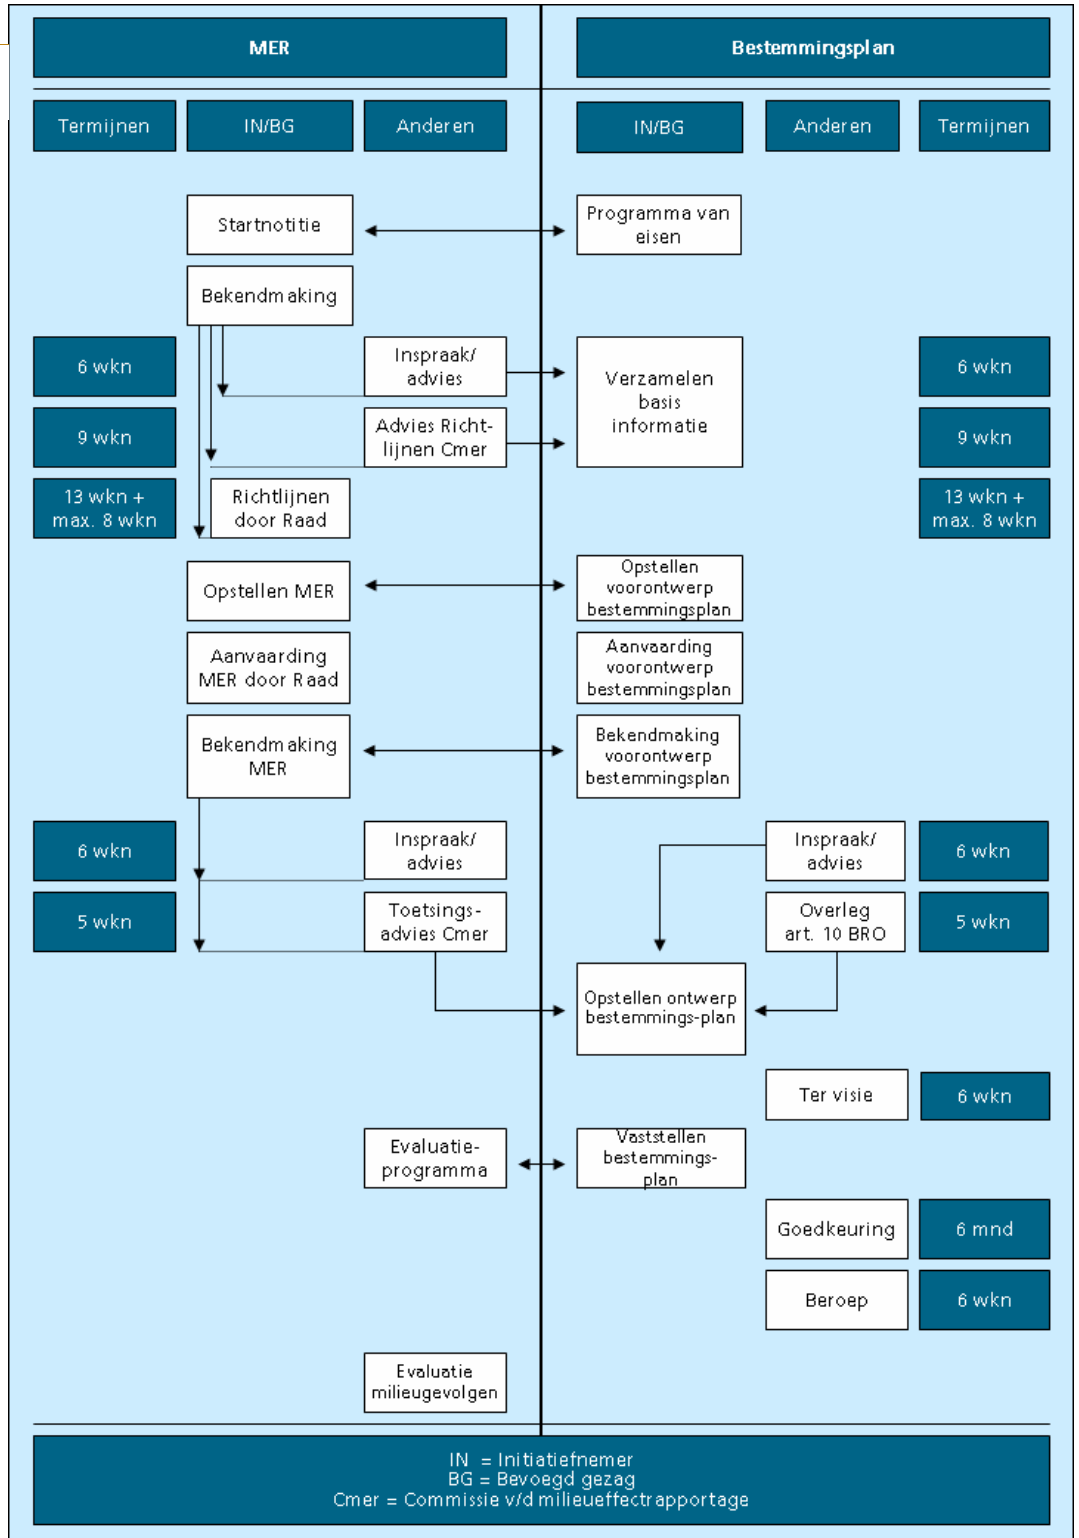 MER
Bestemmingsplan
Termijnen
IN/BG
Anderen
IN/BG
Anderen
Termijnen
Startnotitie
Programma van
eisen
Bekendmaking
6 wkn
Inspraak/
advies
Verzamelen
basis
informatie
6 wkn
9 wkn
Advies Richt-
lijnen Cmer
9 wkn
13 wkn +
max. 8 wkn
Richtlijnen
door Raad
13 wkn +
max. 8 wkn
Opstellen MER
Opstellen
voorontwerp
bestemmingsplan
Aanvaarding
MER door Raad
Aanvaarding
voorontwerp
bestemmingsplan
Bekendmaking
MER
Bekendmaking
voorontwerp
bestemmingsplan
6 wkn
Inspraak/
advies
Inspraak/
advies
6 wkn
5 wkn
Toetsings-
advies Cmer
Overleg
art. 10 BRO
5 wkn
Opstellen ontwerp
bestemmings-plan
Ter visie
6 wkn
Evaluatie-
programma
Vaststellen
bestemmings-
plan
Goedkeuring
6 mnd
Beroep
6 wkn
Evaluatie
milieugevolgen
IN = Initiatiefnemer
BG = Bevoegd gezag
Cmer = Commissie v/d milieueffectrapportage